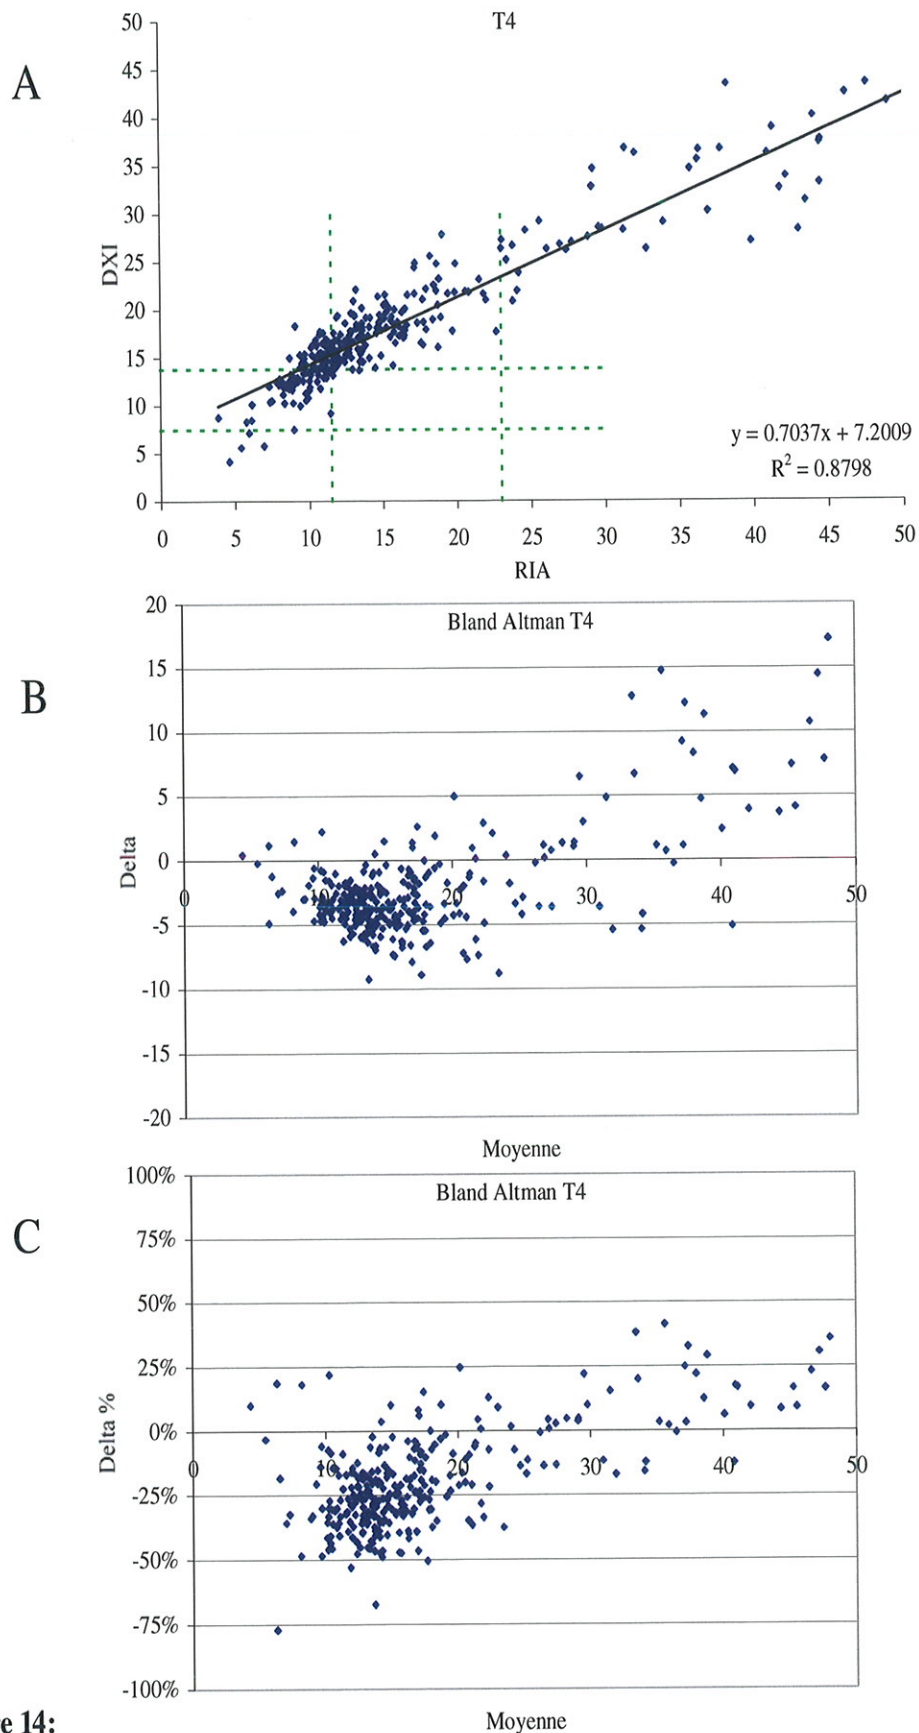 A
T4
50
45
40
35
30
25
20
15
10
5
0
DXI
y = 0.7037x + 7.2009
R² = 0.8798
0 5 10 15 20 25 30 35 40 45 50
RIA
B
Bland Altman T4
20
15
10
5
0
-5
-10
-15
-20
Delta
0 10 20 30 40 50
Moyenne
C
Bland Altman T4
100%
75%
50%
25%
0%
-25%
-50%
-75%
-100%
Delta %
0 10 20 30 40 50
Moyenne
e 14: